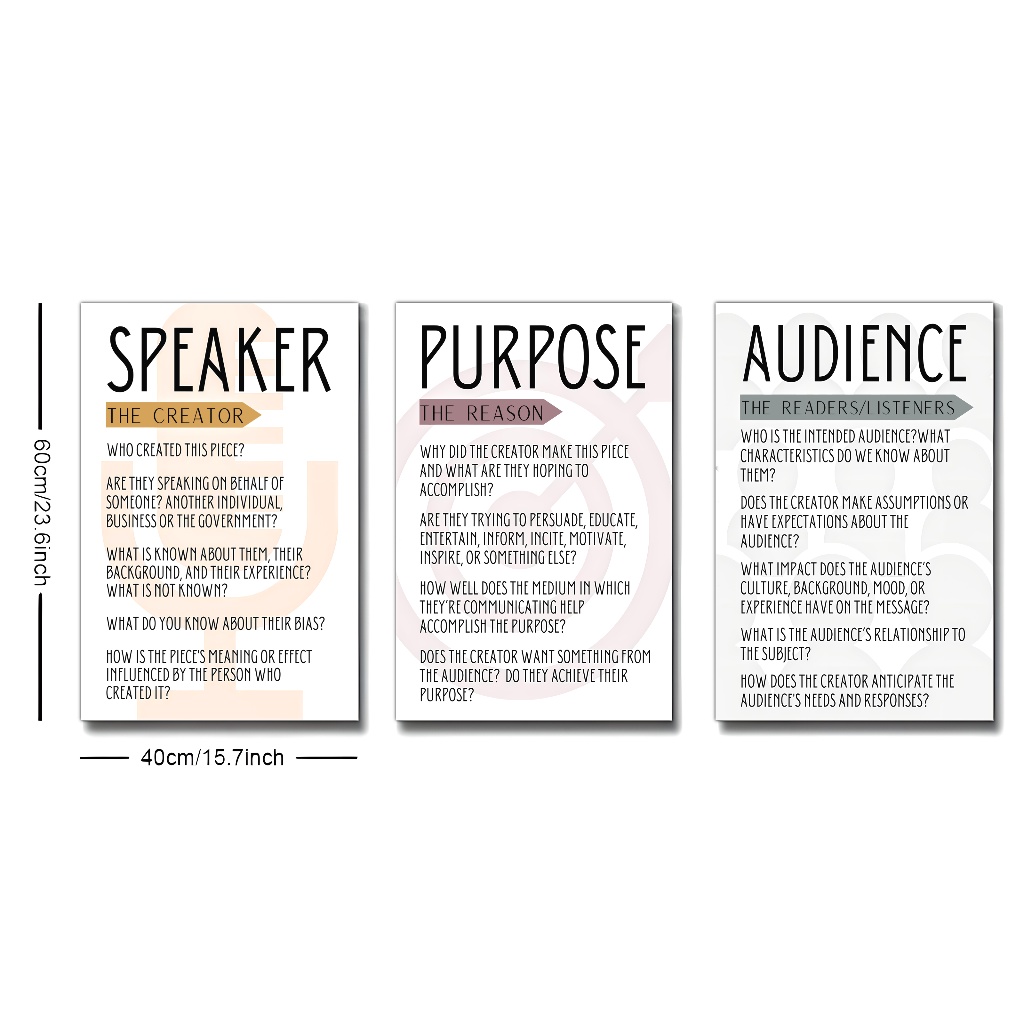 SPEAKER
THE CREATOR
WHO CREATED THIS PIECE?
ARE THEY SPEAKING ON BEHALF OF
SOMEONE? ANOTHER INDIVIDUAL,
BUSINESS OR THE GOVERNMENT?
WHAT IS KNOWN ABOUT THEM, THEIR
BACKGROUND, AND THEIR EXPERIENCE?
WHAT IS NOT KNOWN?
WHAT DO YOU KNOW ABOUT THEIR BIAS?
HOW IS THE PIECE'S MEANING OR EFFECT
INFLUENCED BY THE PERSON WHO
CREATED IT?
PURPOSE
THE REASON
WHY DID THE CREATOR MAKE THIS PIECE
AND WHAT ARE THEY HOPING TO
ACCOMPLISH?
ARE THEY TRYING TO PERSUADE, EDUCATE,
ENTERTAIN, INFORM, INCITE, MOTIVATE,
INSPIRE, OR SOMETHING ELSE?
HOW WELL DOES THE MEDIUM IN WHICH
THEY'RE COMMUNICATING HELP
ACCOMPLISH THE PURPOSE?
DOES THE CREATOR WANT SOMETHING FROM
THE AUDIENCE? DO THEY ACHIEVE THEIR
PURPOSE?
AUDIENCE
THE READERS/LISTENERS
WHO IS THE INTENDED AUDIENCE?WHAT
CHARACTERISTICS DO WE KNOW ABOUT
THEM?
DOES THE CREATOR MAKE ASSUMPTIONS OR
HAVE EXPECTATIONS ABOUT THE
AUDIENCE?
WHAT IMPACT DOES THE AUDIENCE'S
CULTURE, BACKGROUND, MOOD, OR
EXPERIENCE HAVE ON THE MESSAGE?
WHAT IS THE AUDIENCE'S RELATIONSHIP TO
THE SUBJECT?
HOW DOES THE CREATOR ANTICIPATE THE
AUDIENCE'S NEEDS AND RESPONSES?
60cm/23.6inch
40cm/15.7inch